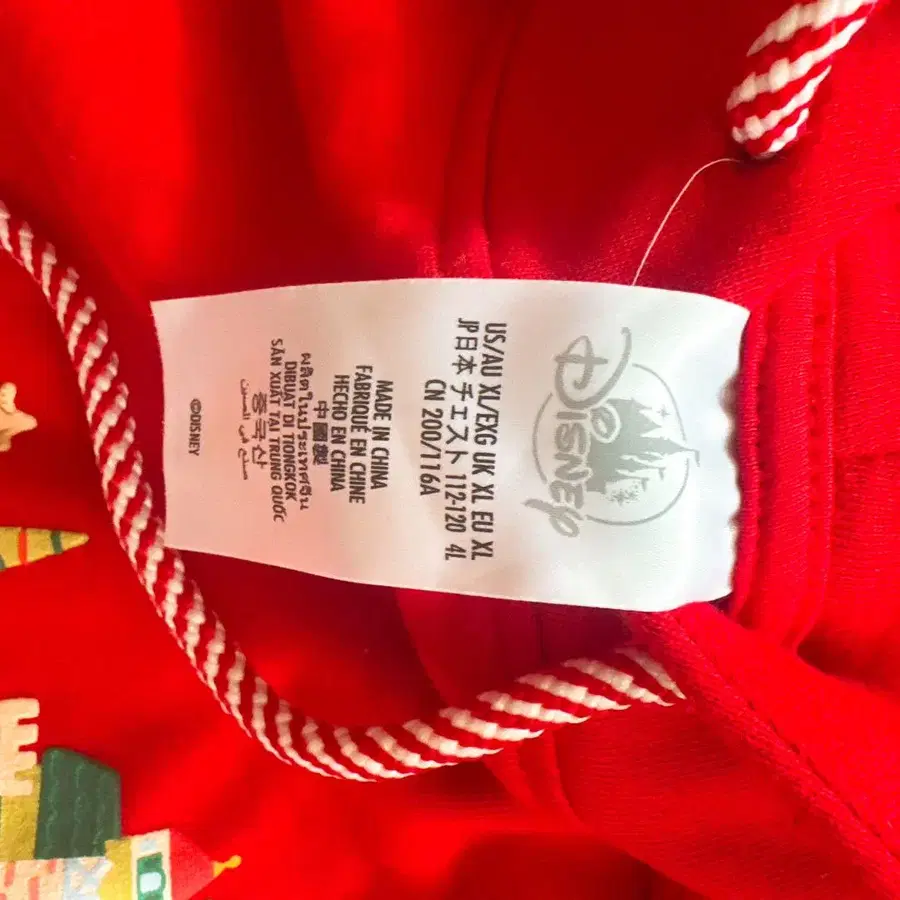 Disney
US/AU XL/EXG UK XL EU XL
JP日本 チェスト 112-120 4L
CN 200/116A
MADE IN CHINA
FABRIQUÉ EN CHINE
中國製
HECHO EN CHINA
ผลิตในประเทศจีน
DIBUAT DI TIONGKOK
SẢN XUẤT TẠI TRUNG QUỐC
중국산
صنع في الصين
©DISNEY